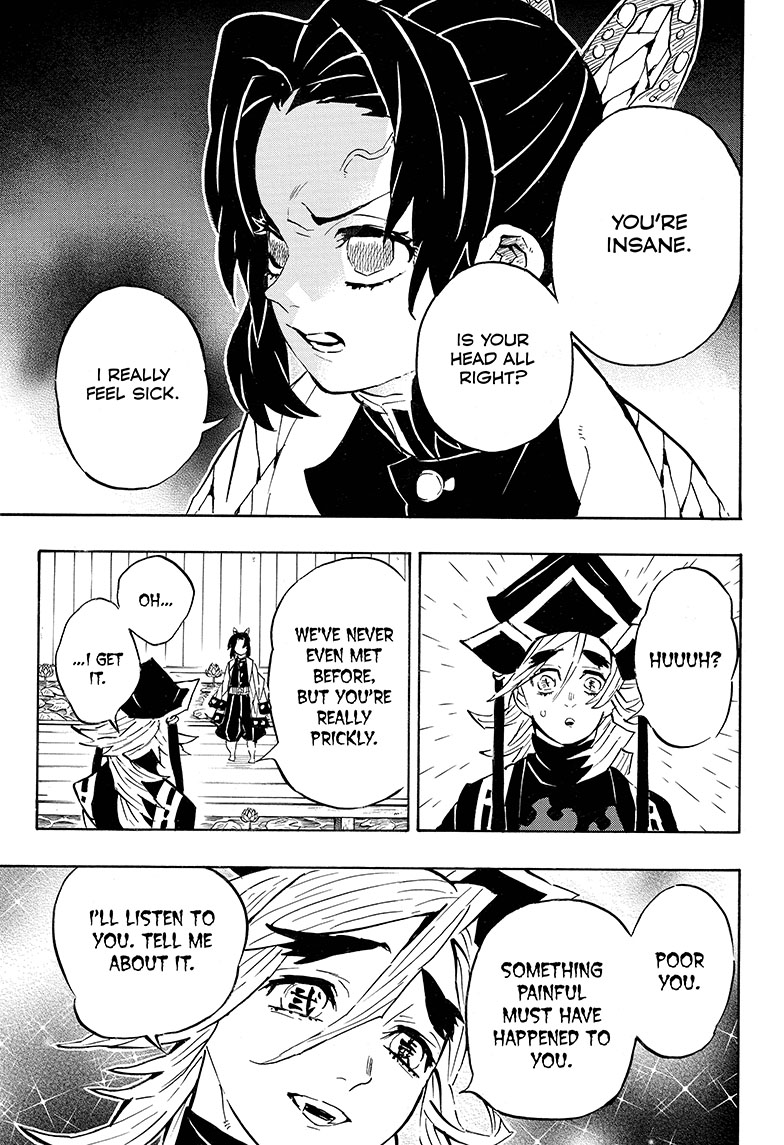 YOU'RE
INSANE.
IS YOUR
HEAD ALL
RIGHT?
I REALLY
FEEL SICK.
HUUUH?
WE'VE NEVER
EVEN MET
BEFORE,
BUT YOU'RE
REALLY
PRICKLY.
OH...
...I GET
IT.
POOR
YOU.
SOMETHING
PAINFUL
MUST HAVE
HAPPENED TO
YOU.
I'LL LISTEN TO
YOU. TELL ME
ABOUT IT.